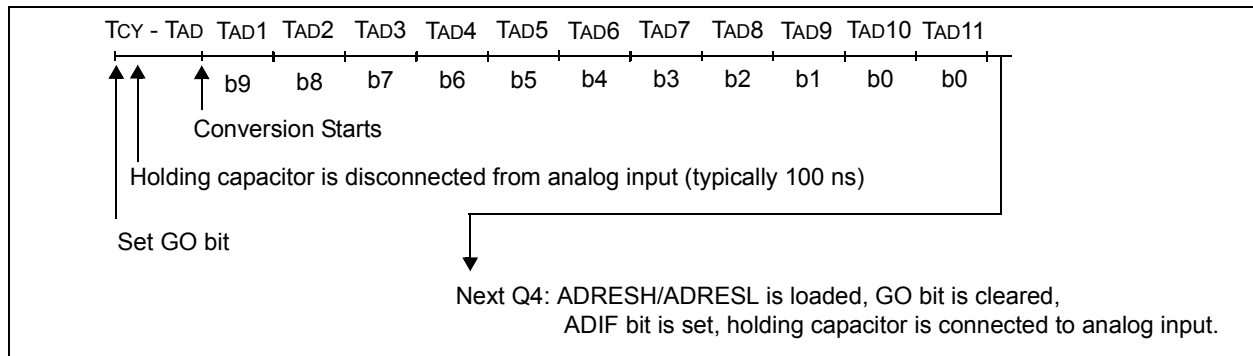 TCY - TAD TAD1 TAD2 TAD3 TAD4 TAD5 TAD6 TAD7 TAD8 TAD9 TAD10 TAD11
b9 b8 b7 b6 b5 b4 b3 b2 b1 b0 b0
Conversion Starts
Holding capacitor is disconnected from analog input (typically 100 ns)
Set GO bit
Next Q4: ADRESH/ADRESL is loaded, GO bit is cleared,
ADIF bit is set, holding capacitor is connected to analog input.